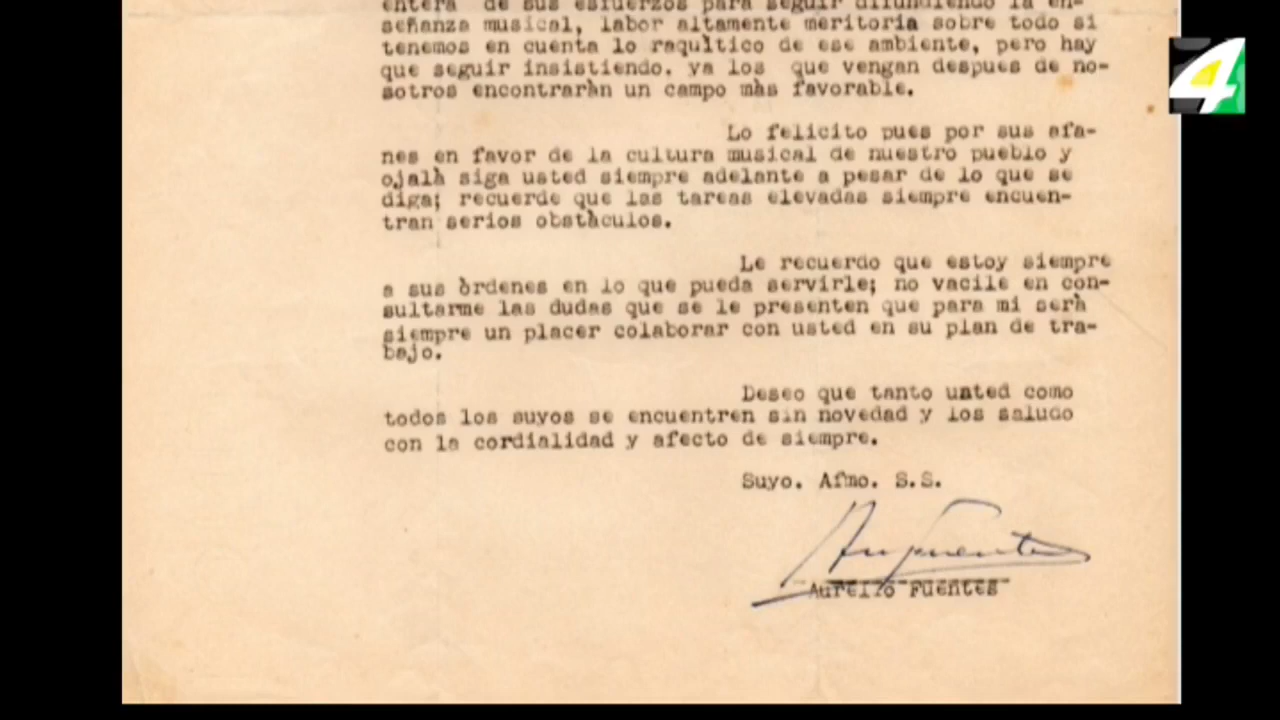 entera de sus esfuerzos para seguir difundiendo la en-
señanza musical, labor altamente meritoria sobre todo si
tenemos en cuenta lo raquìtico de ese ambiente, pero hay
que seguir insistiendo. ya los que vengan despues de no-
sotros encontraràn un campo màs favorable.
Lo felicito pues por sus afa-
nes en favor de la cultura musical de nuestro pueblo y
ojalà siga usted siempre adelante a pesar de lo que se
diga; recuerde que las tareas elevadas siempre encuen-
tran serios obstàculos.
Le recuerdo que estoy siempre
a sus òrdenes en lo que pueda servirle; no vacile en con-
sultarme las dudas que se le presenten que para mi serà
siempre un placer colaborar con usted en su plan de tra-
bajo.
Deseo que tanto usted como
todos los suyos se encuentren sin novedad y los saludo
con la cordialidad y afecto de siempre.
Suyo. Afmo. S.S.
Au Fuentes
Aurelio Fuentes
4